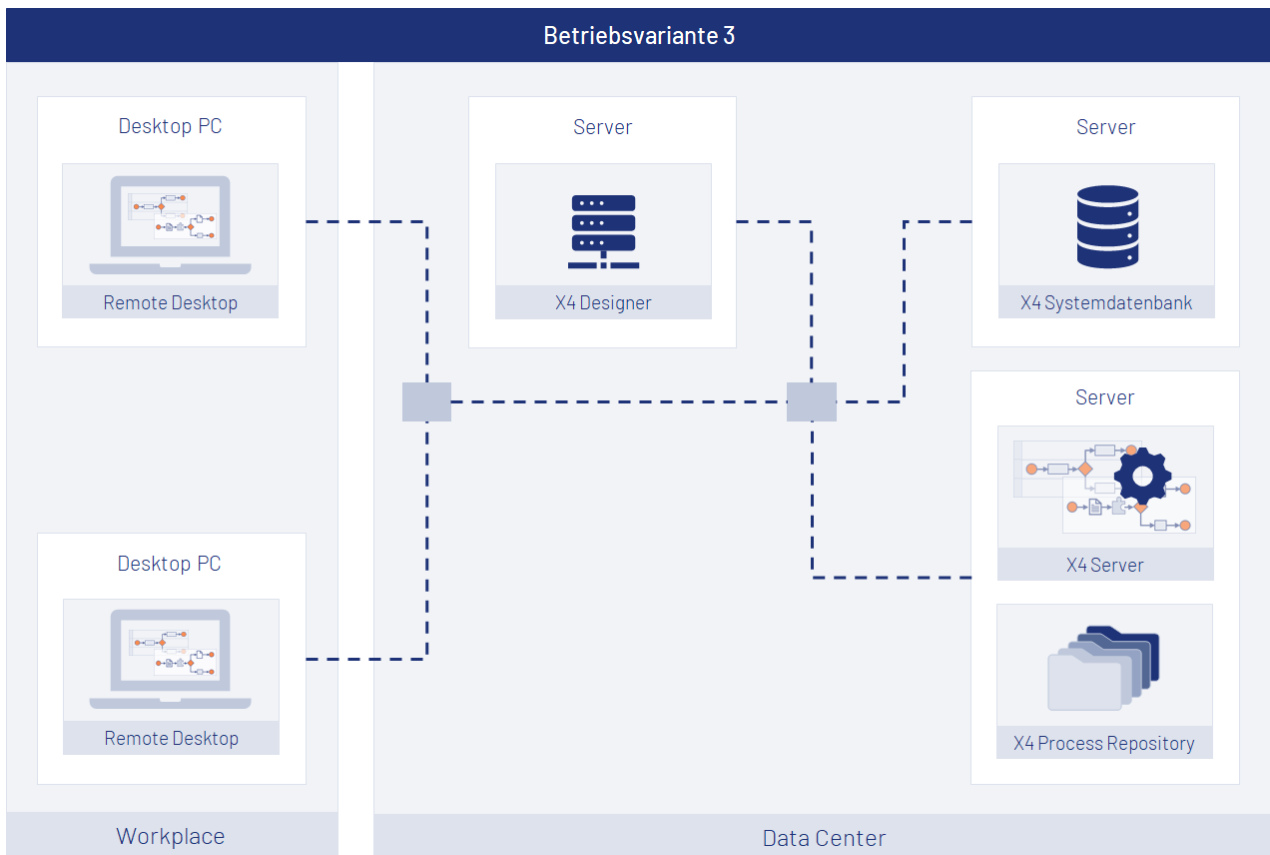 Betriebsvariante 3
Desktop PC
Remote Desktop
Desktop PC
Remote Desktop
Workplace
Server
X4 Designer
Server
X4 Systemdatenbank
Server
X4 Server
X4 Process Repository
Data Center